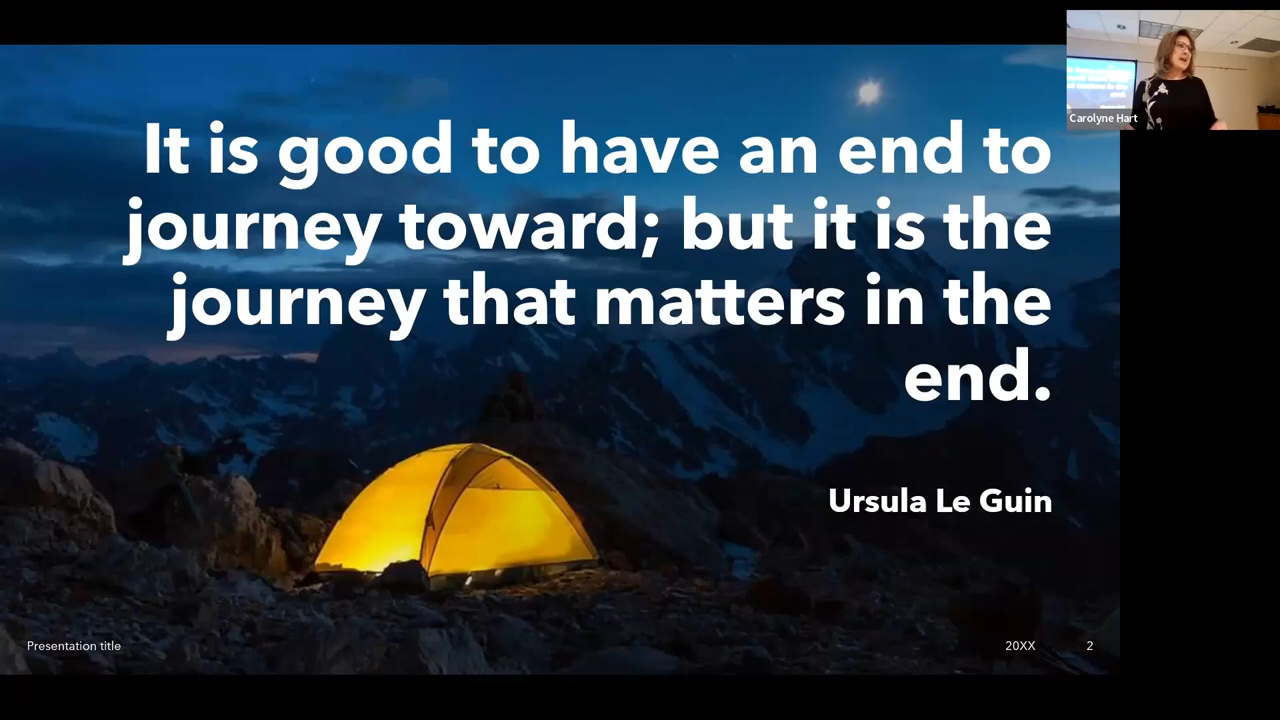 It is good to have an end to
journey toward; but it is the
journey that matters in the
end.
Ursula Le Guin
Presentation title
20XX
2
Carolyne Hart